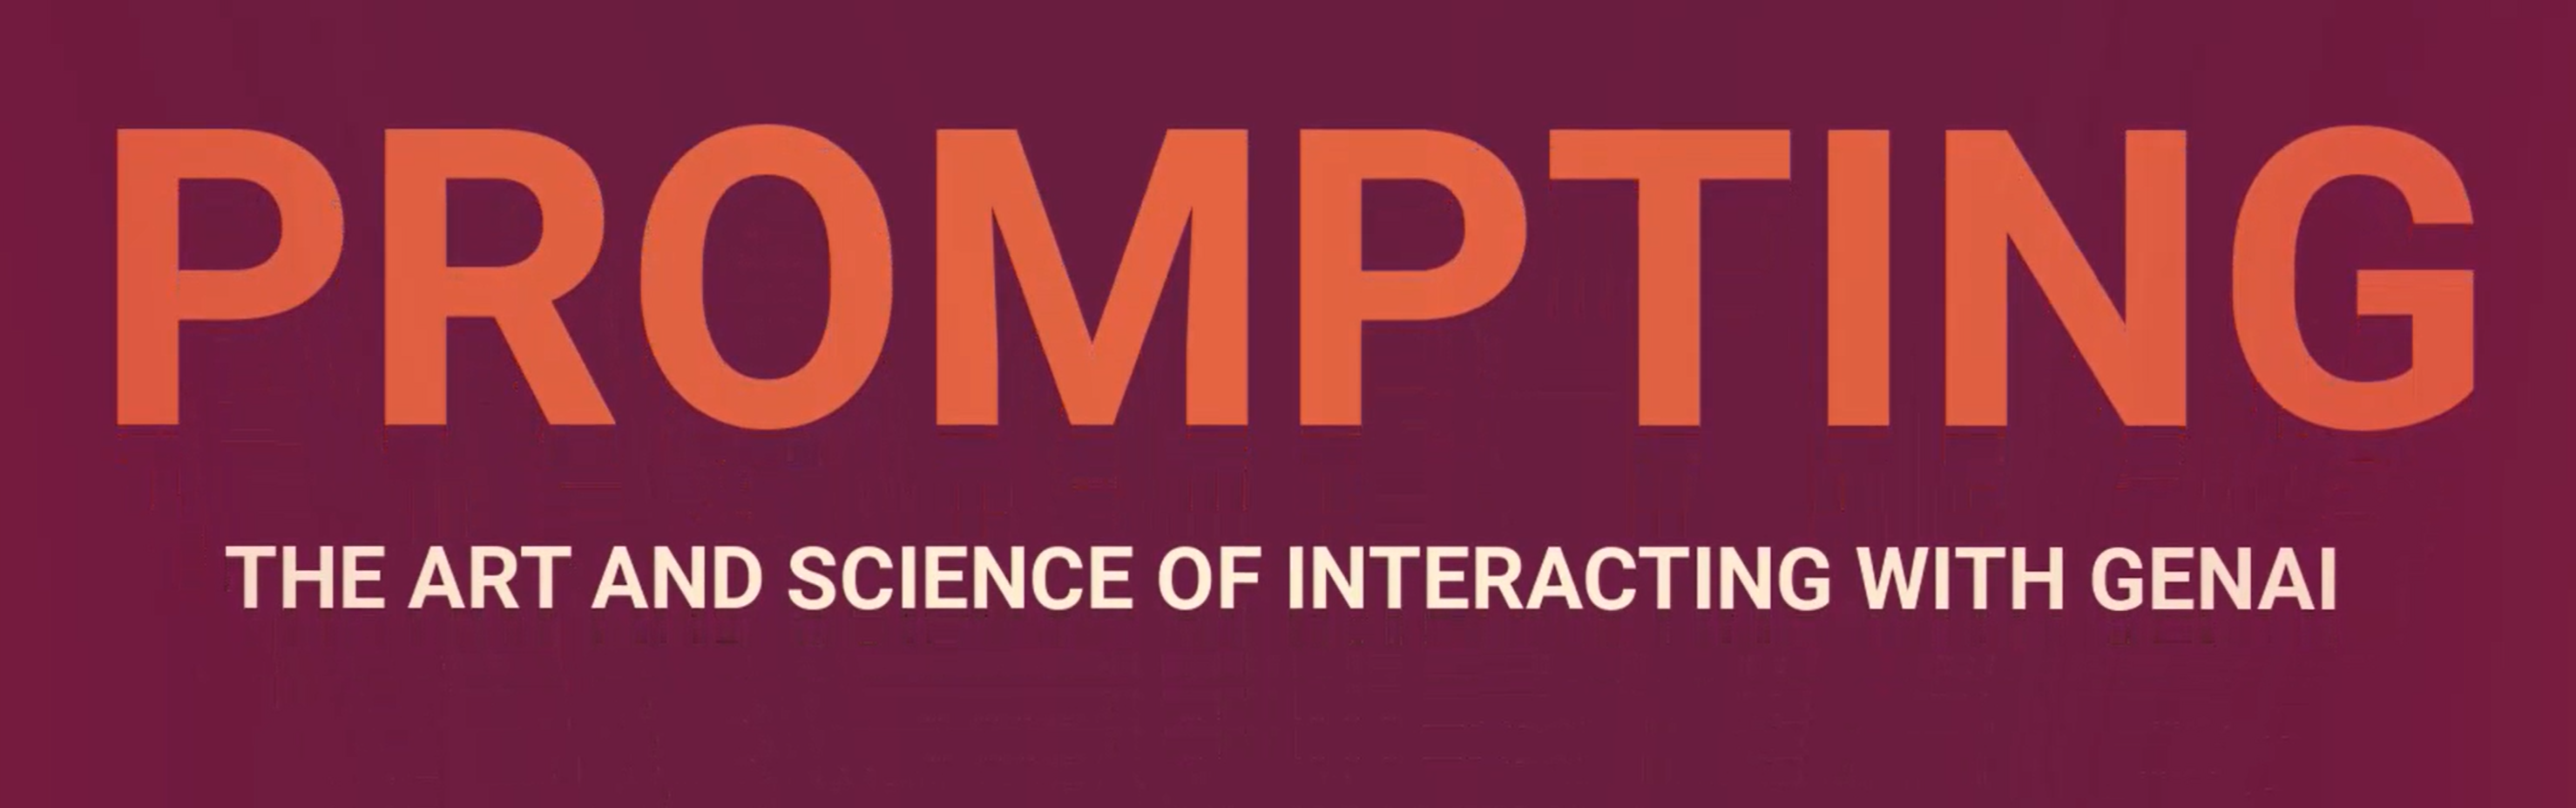 PROMPTING
THE ART AND SCIENCE OF INTERACTING WITH GENAI